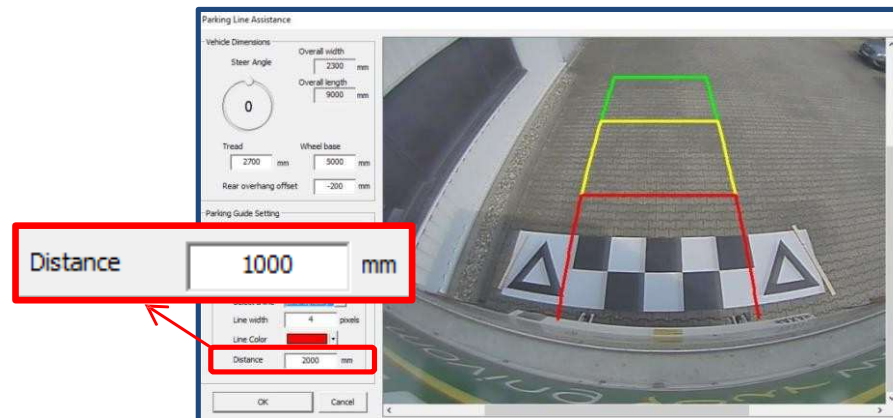 Parking Line Assistance
Vehicle Dimensions
Steer Angle
0
Overall width
2300 mm
Overall length
9000 mm
Tread
2700 mm
Wheel base
5000 mm
Rear overhang offset -200 mm
Parking Guide Setting
Distance 1000 mm
Line width 4 pixels
Line Color
Distance 2000 mm
OK Cancel